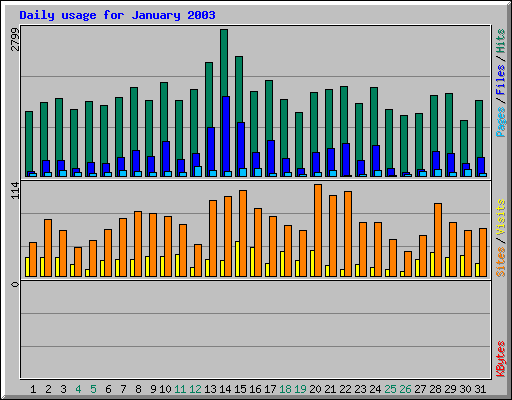 Daily usage for January 2003
2799
Pages / Files / Hits
114
Sites / Visits
0
KBytes
1 2 3 4 5 6 7 8 9 10 11 12 13 14 15 16 17 18 19 20 21 22 23 24 25 26 27 28 29 30 31